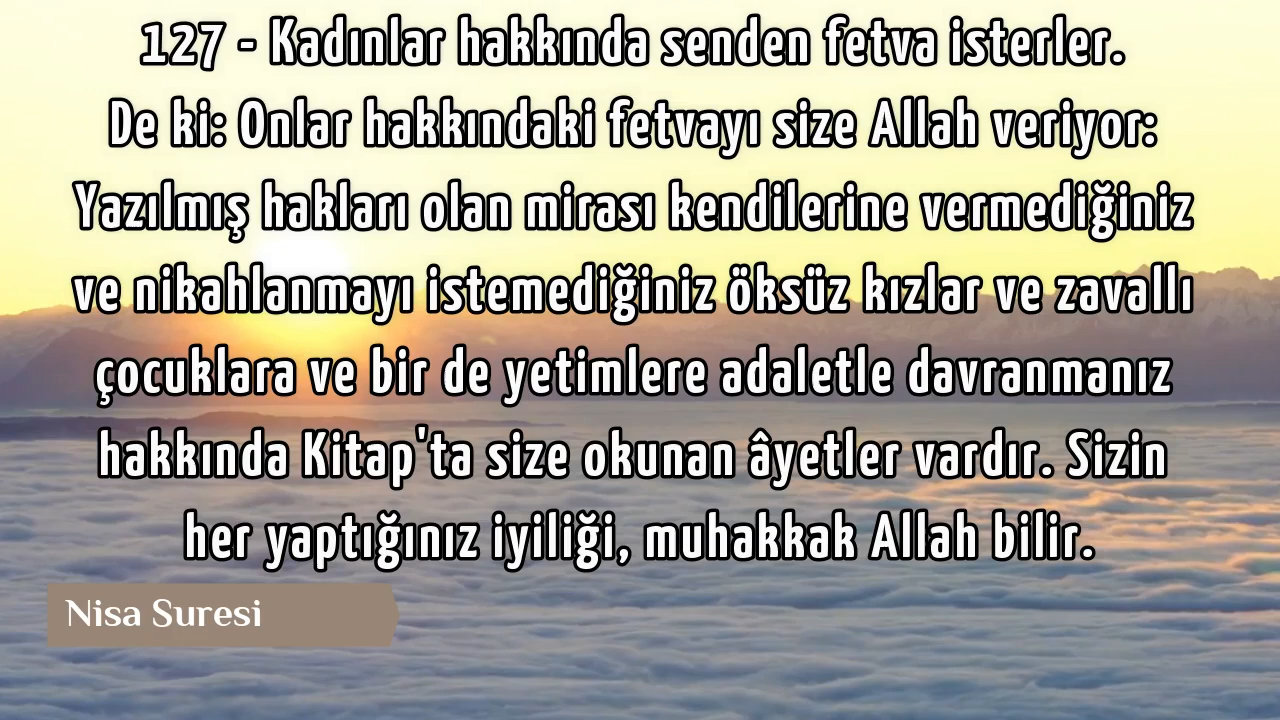 127 - Kadınlar hakkında senden fetva isterler.
De ki: Onlar hakkındaki fetvayı size Allah veriyor:
Yazılmış hakları olan mirası kendilerine vermediğiniz
ve nikahlanmayı istemediğiniz öksüz kızlar ve zavallı
çocuklara ve bir de yetimlere adaletle davranmanız
hakkında Kitap'ta size okunan âyetler vardır. Sizin
her yaptığınız iyiliği, muhakkak Allah bilir.
Nisa Suresi